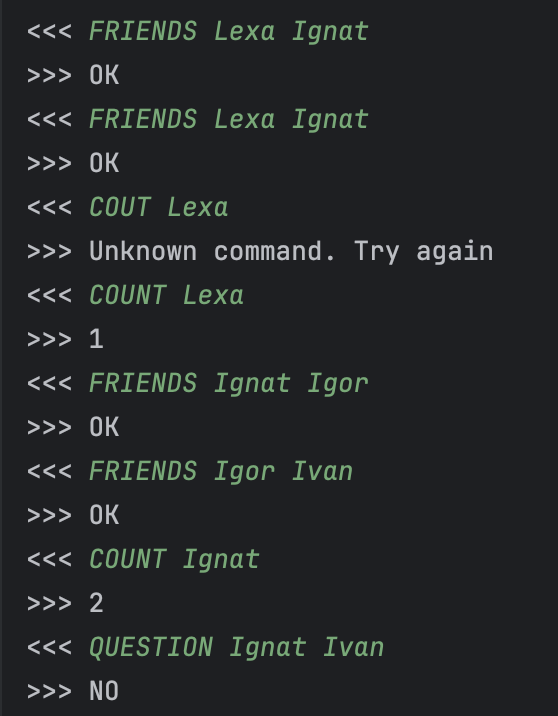 <<< FRIENDS Lexa Ignat
>>> OK
<<< FRIENDS Lexa Ignat
>>> OK
<<< COUT Lexa
>>> Unknown command. Try again
<<< COUNT Lexa
>>> 1
<<< FRIENDS Ignat Igor
>>> OK
<<< FRIENDS Igor Ivan
>>> OK
<<< COUNT Ignat
>>> 2
<<< QUESTION Ignat Ivan
>>> NO